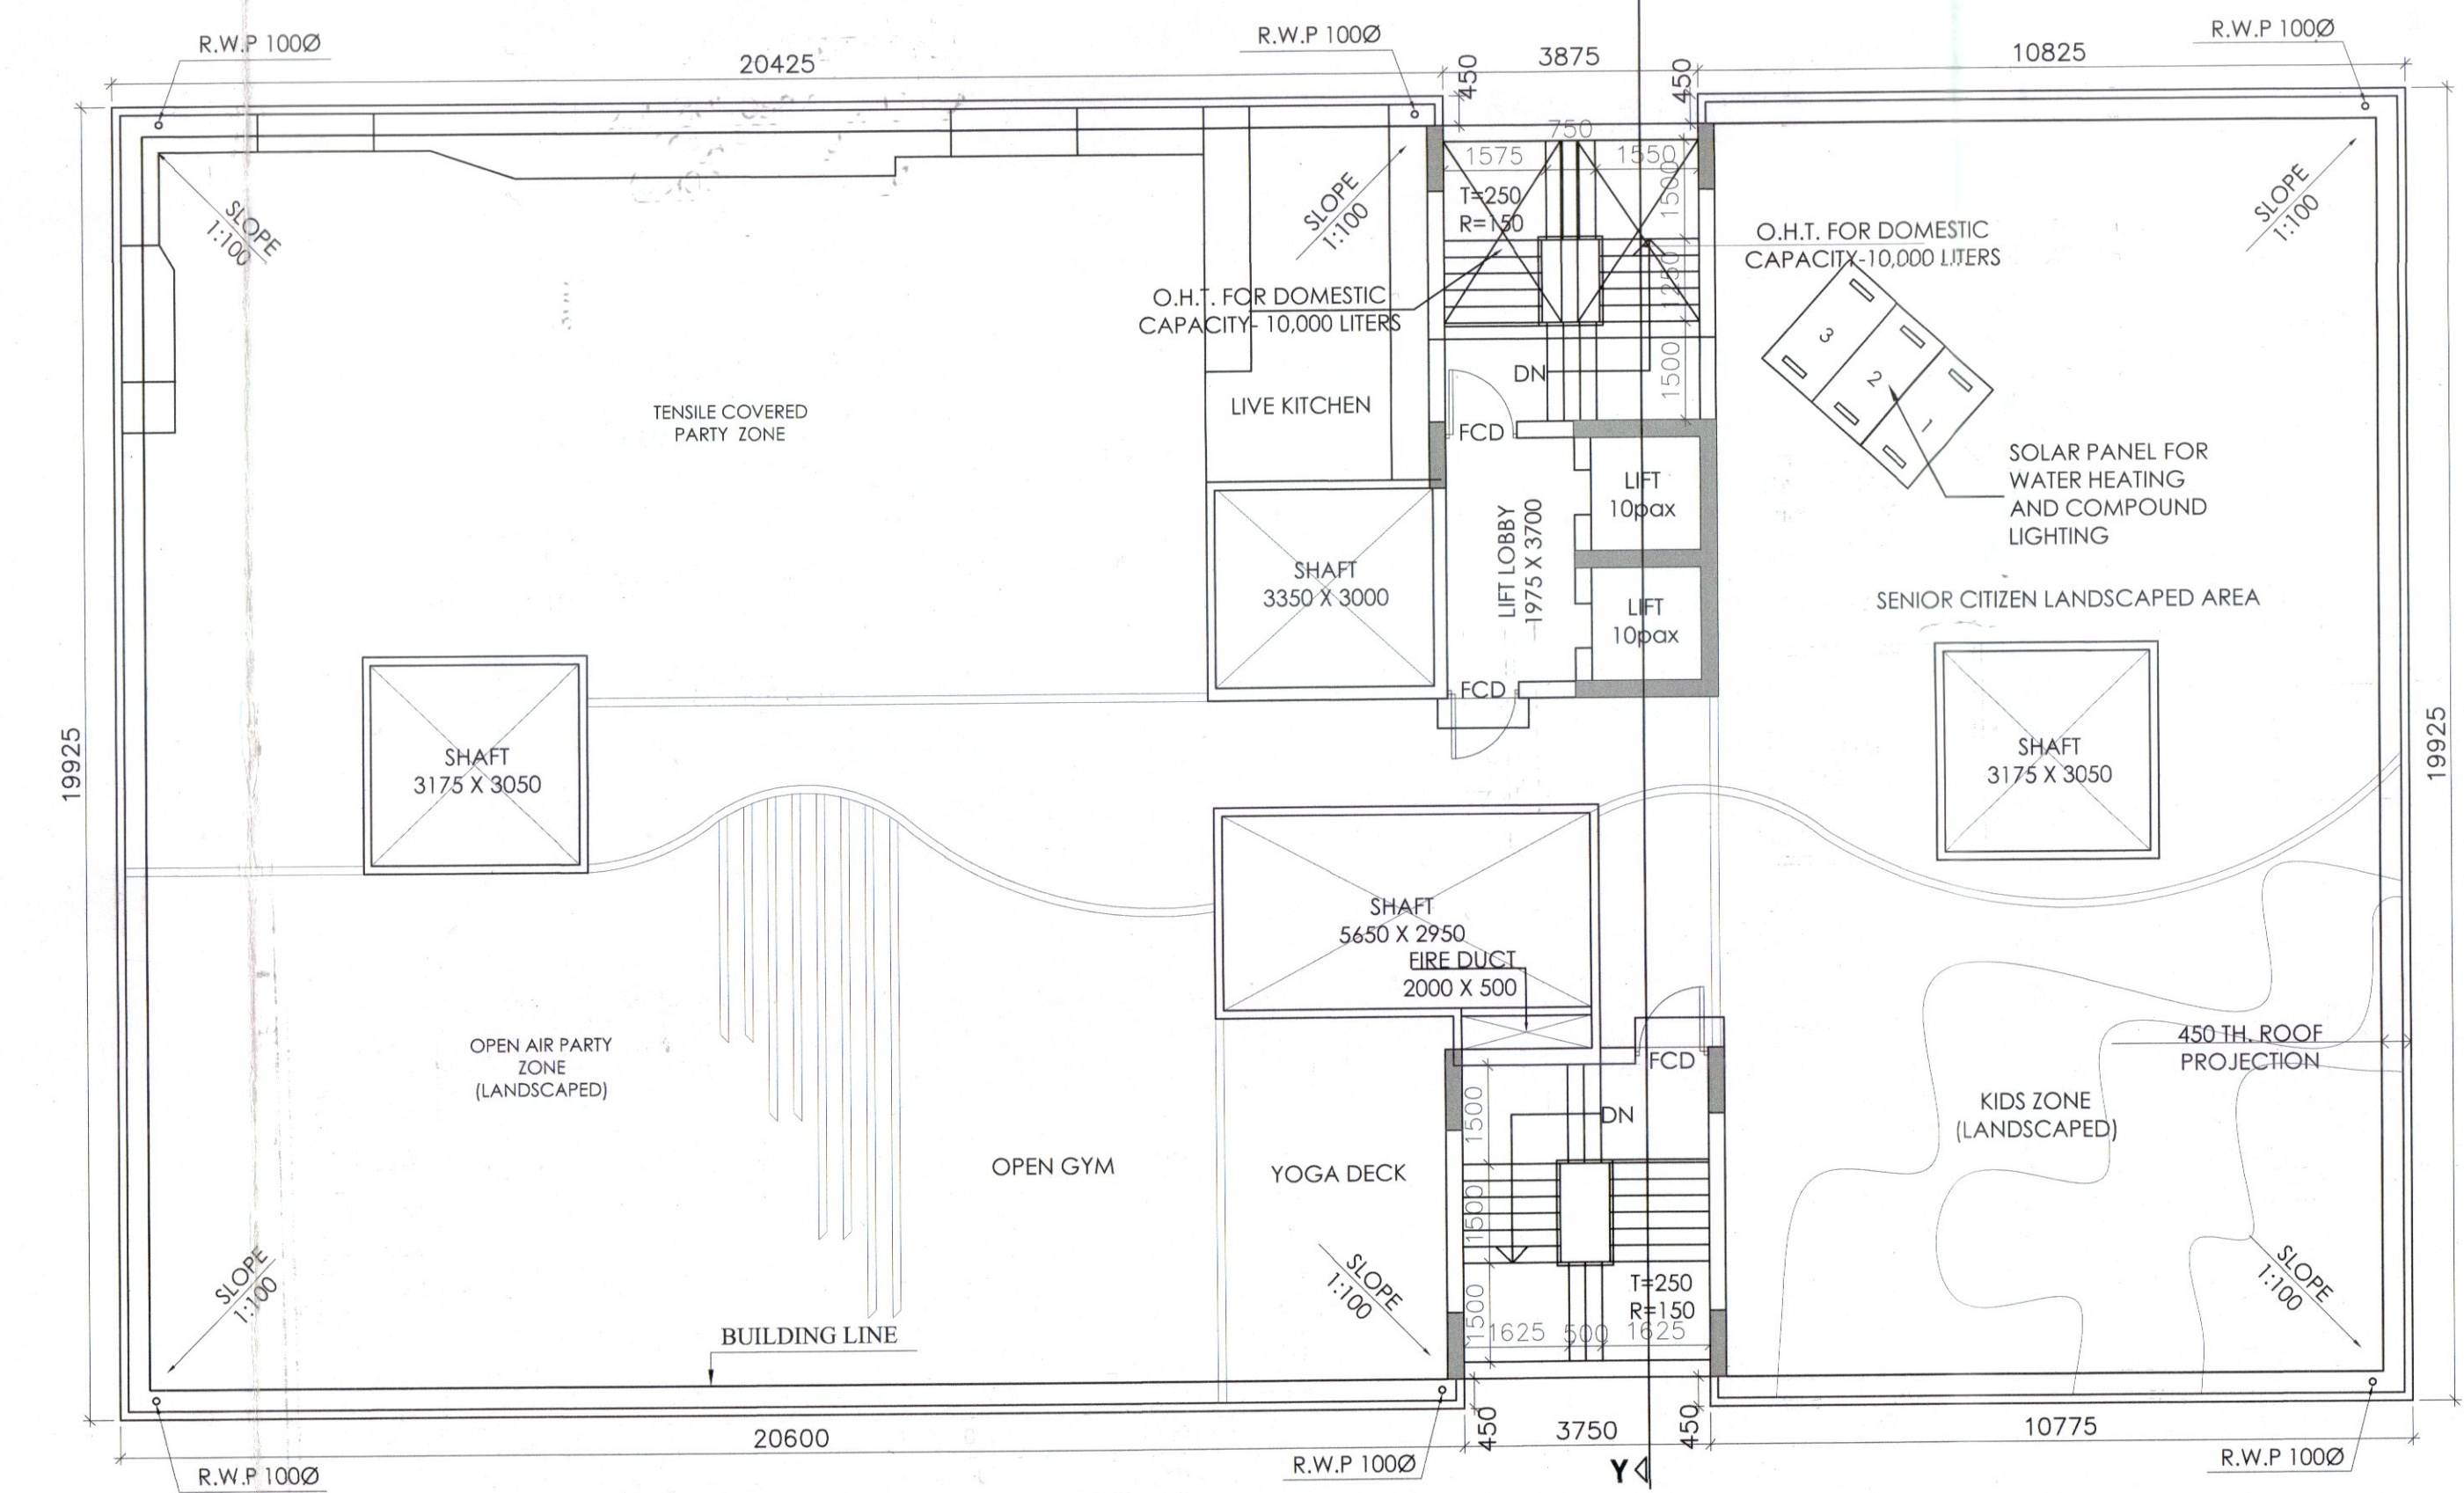 R.W.P 100Ø
R.W.P 100Ø
R.W.P 100Ø
20425
3875
10825
450
450
750
1575
1550
SLOPE
1:100
SLOPE
1:100
SLOPE
1:100
T=250
R=150
1500
1250
1500
O.H.T. FOR DOMESTIC
CAPACITY-10,000 LITERS
O.H.T. FOR DOMESTIC
CAPACITY- 10,000 LITERS
3
2
1
DN
TENSILE COVERED
PARTY ZONE
LIVE KITCHEN
FCD
SOLAR PANEL FOR
WATER HEATING
AND COMPOUND
LIGHTING
LIFT
10pax
LIFT LOBBY
1975 X 3700
SHAFT
3350 X 3000
LIFT
10pax
SENIOR CITIZEN LANDSCAPED AREA
FCD
19925
19925
SHAFT
3175 X 3050
SHAFT
3175 X 3050
SHAFT
5650 X 2950
FIRE DUCT
2000 X 500
OPEN AIR PARTY
ZONE
(LANDSCAPED)
FCD
450 TH. ROOF
PROJECTION
KIDS ZONE
(LANDSCAPED)
DN
1500
1500
1500
OPEN GYM
YOGA DECK
SLOPE
1:100
SLOPE
1:100
SLOPE
1:100
T=250
R=150
1625
500
1625
BUILDING LINE
20600
450
3750
450
10775
R.W.P 100Ø
R.W.P 100Ø
Y
R.W.P 100Ø